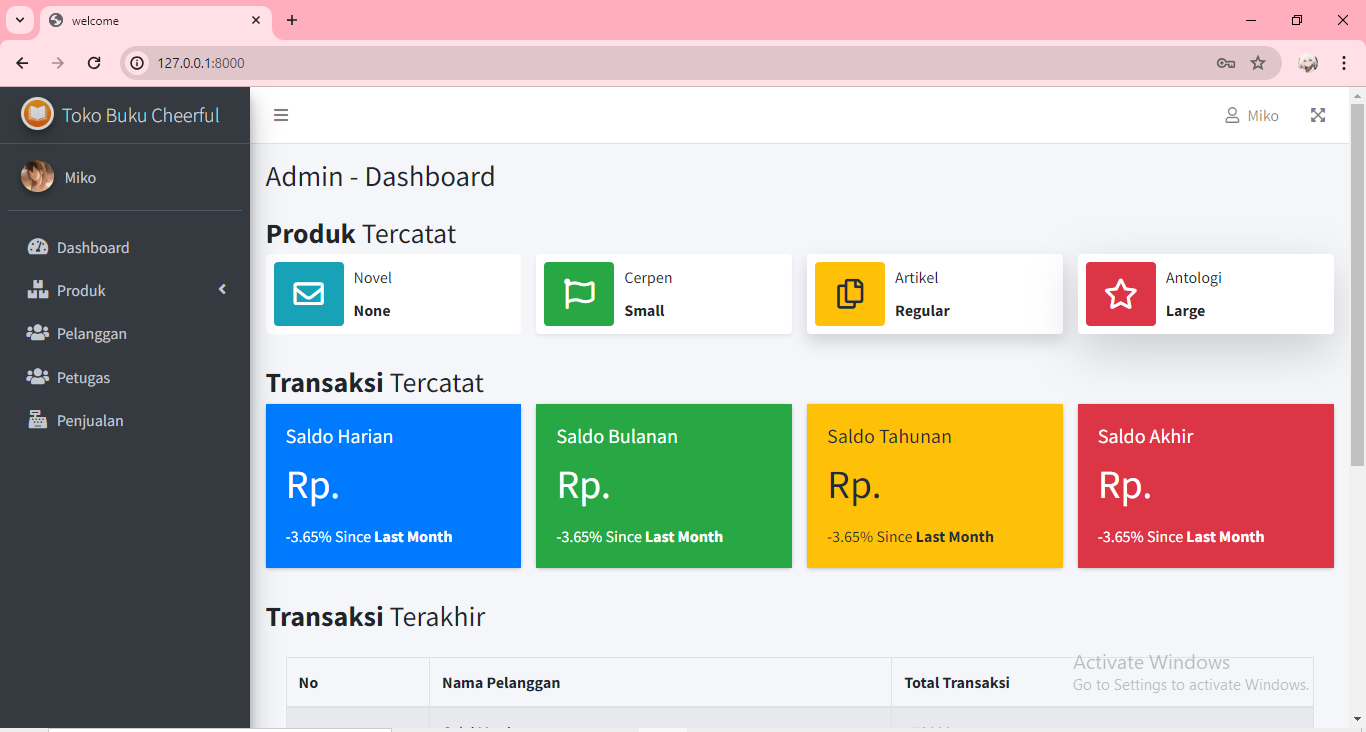 welcome
127.0.0.1:8000
Toko Buku Cheerful
Miko
Miko
Dashboard
Produk
Pelanggan
Petugas
Penjualan
Admin - Dashboard
Produk Tercatat
Novel
None
Cerpen
Small
Artikel
Regular
Antologi
Large
Transaksi Tercatat
Saldo Harian
Rp.
-3.65% Since Last Month
Saldo Bulanan
Rp.
-3.65% Since Last Month
Saldo Tahunan
Rp.
-3.65% Since Last Month
Saldo Akhir
Rp.
-3.65% Since Last Month
Transaksi Terakhir
No Nama Pelanggan Total Transaksi
Activate Windows
Go to Settings to activate Windows.